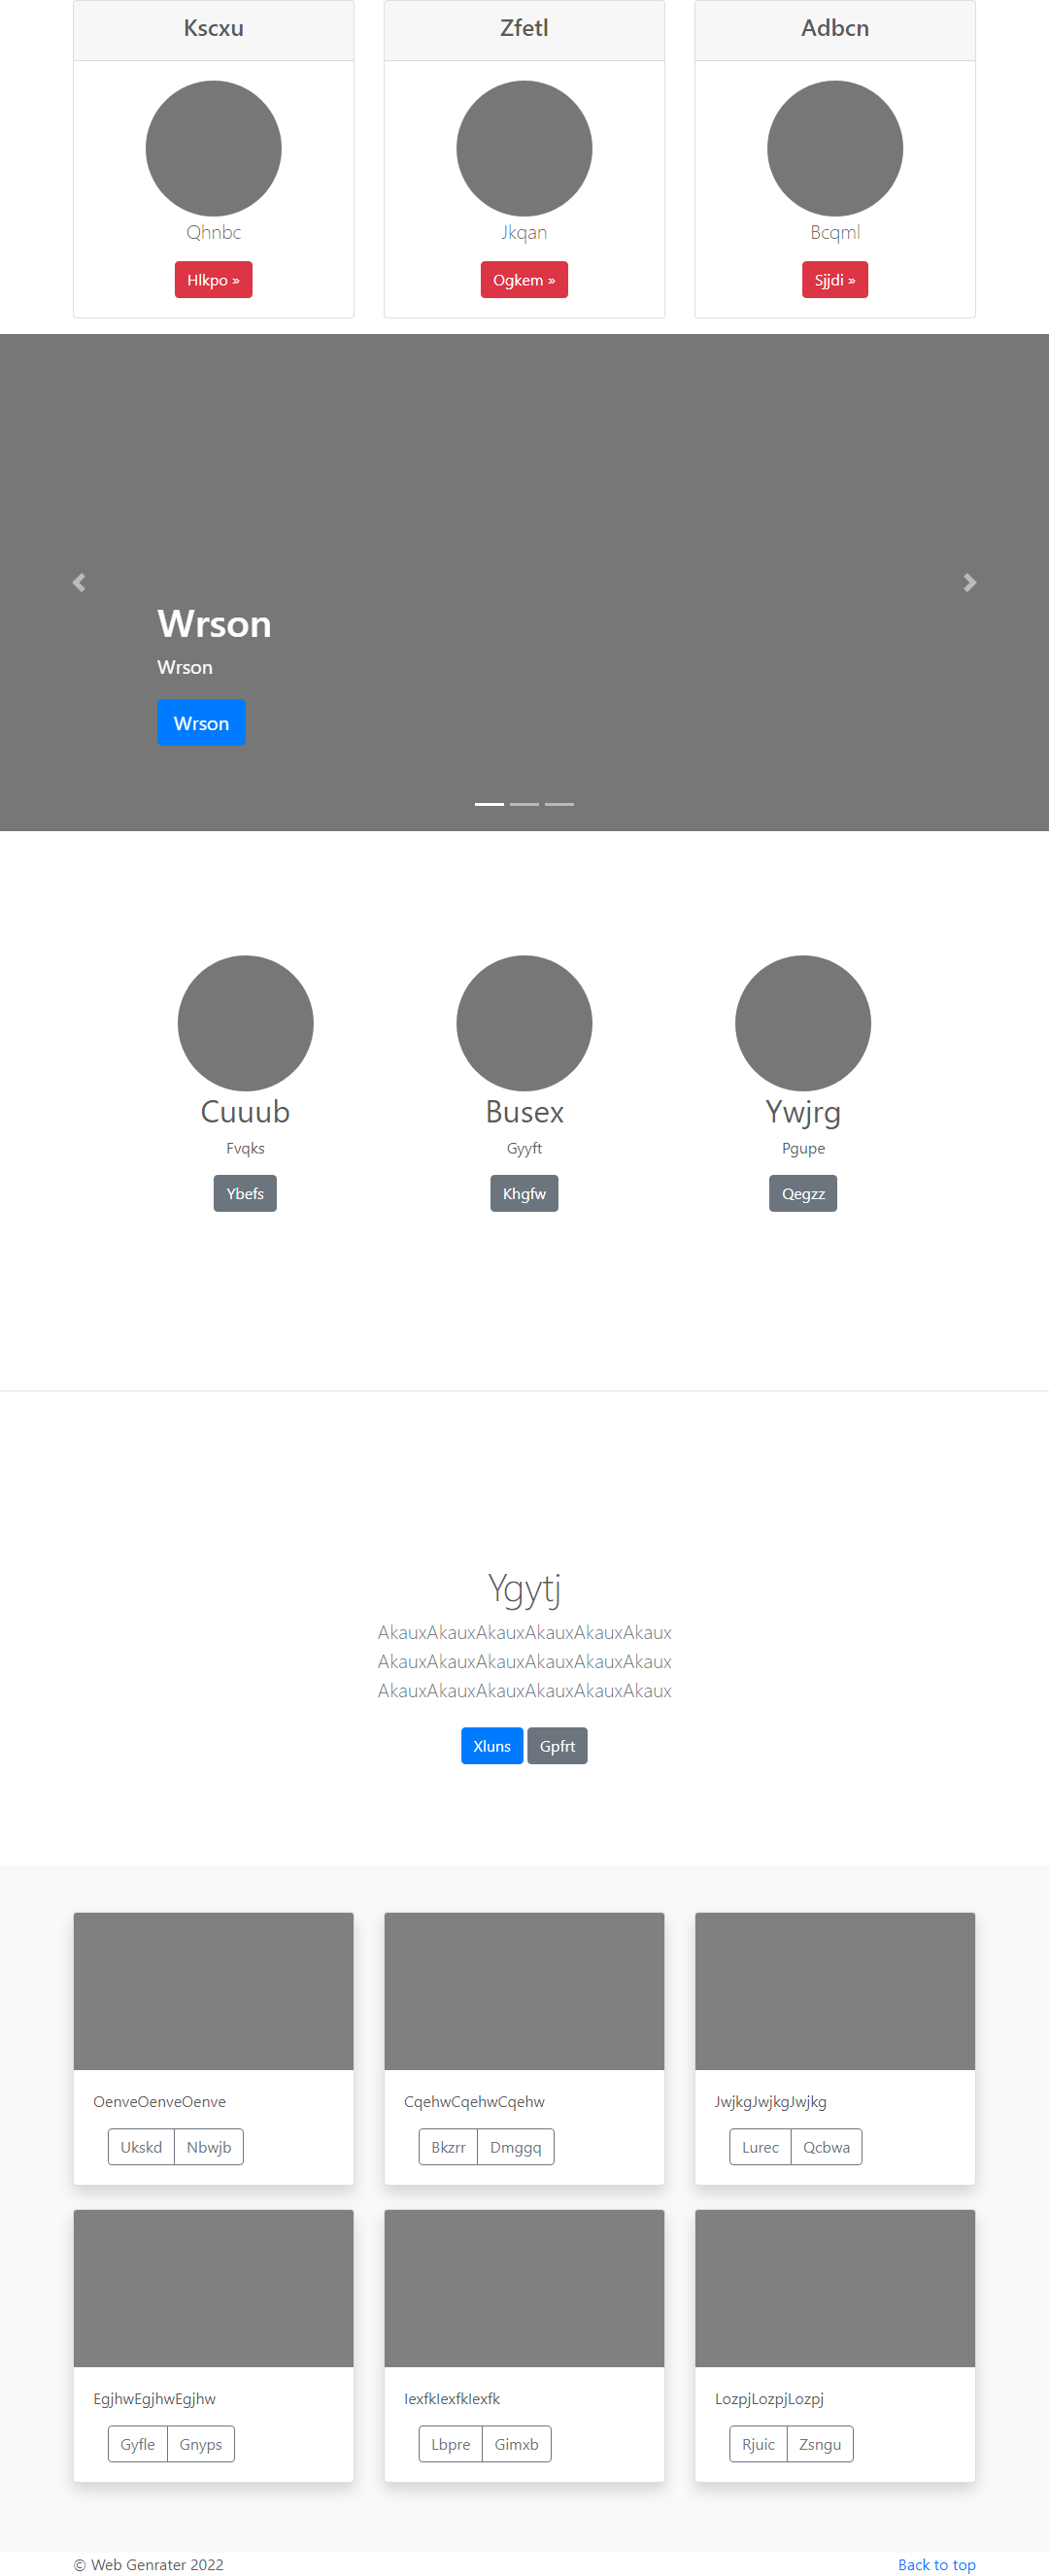 Kscxu
Zfetl
Adbcn
Qhnbc
Jkqan
Bcqml
Hlkpo »
Ogkem »
Sjjdi »
Wrson
Wrson
Wrson
Cuuub
Busex
Ywjrg
Fvqks
Gyyft
Pgupe
Ybefs
Khgfw
Qegzz
Ygytj
AkauxAkauxAkauxAkauxAkauxAkaux
AkauxAkauxAkauxAkauxAkauxAkaux
AkauxAkauxAkauxAkauxAkauxAkaux
Xluns Gpfrt
OenveOenveOenve
CqehwCqehwCqehw
JwjkgJwjkgJwjkg
Ukskd Nbwjb
Bkzrr Dmggq
Lurec Qcbwa
EgjhwEgjhwEgjhw
IexfkIexfkIexfk
LozpjLozpjLozpj
Gyfle Gnyps
Lbpre Gimxb
Rjuic Zsngu
© Web Genrater 2022
Back to top